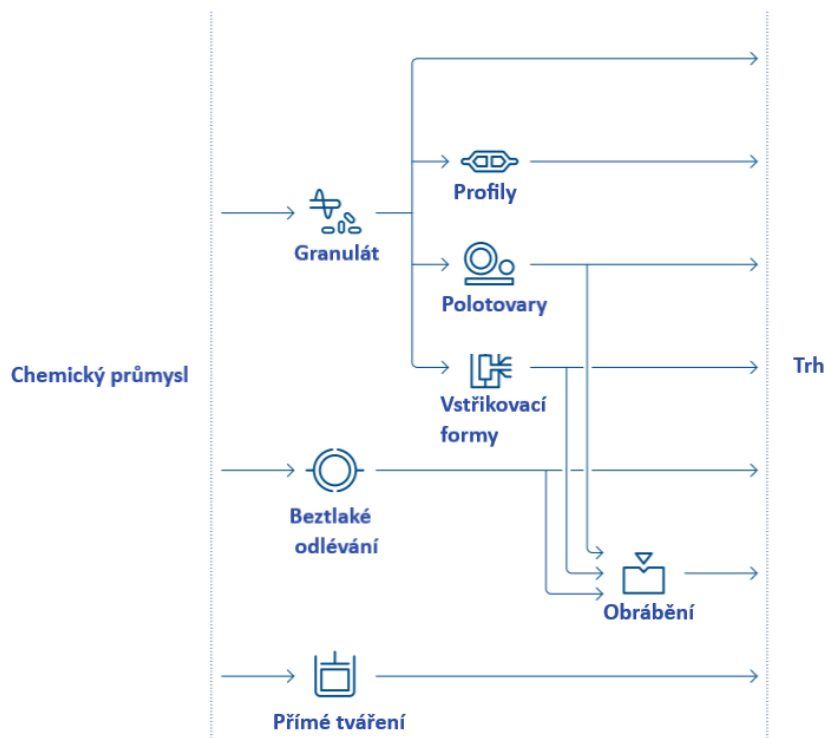 Profily
Granulát
Polotovary
Chemický průmysl
Trh
Vstřikovací
formy
Beztlaké
odlévání
Obrábění
Přímé tváření